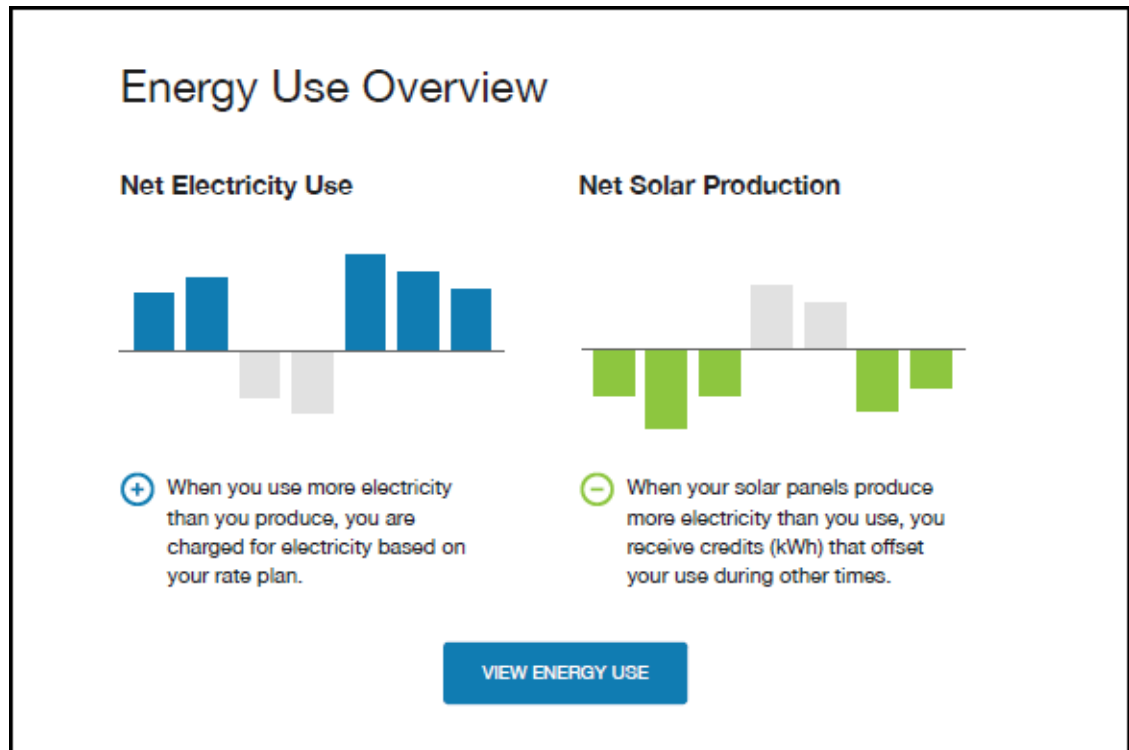 Energy Use Overview
Net Electricity Use
When you use more electricity
than you produce, you are
charged for electricity based on
your rate plan.
Net Solar Production
When your solar panels produce
more electricity than you use, you
receive credits (kWh) that offset
your use during other times.
VIEW ENERGY USE